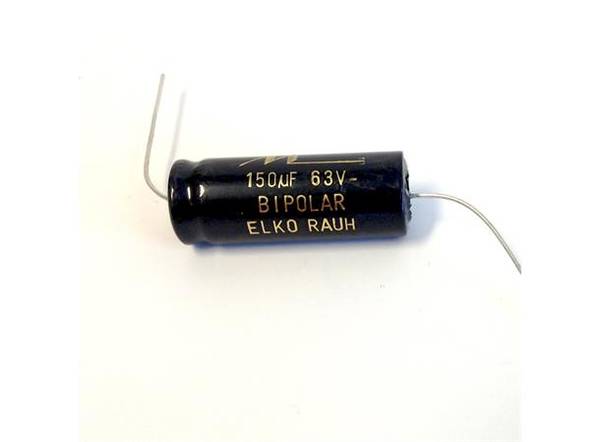 150µF 63V-
BIPOLAR
ELKO RAUH